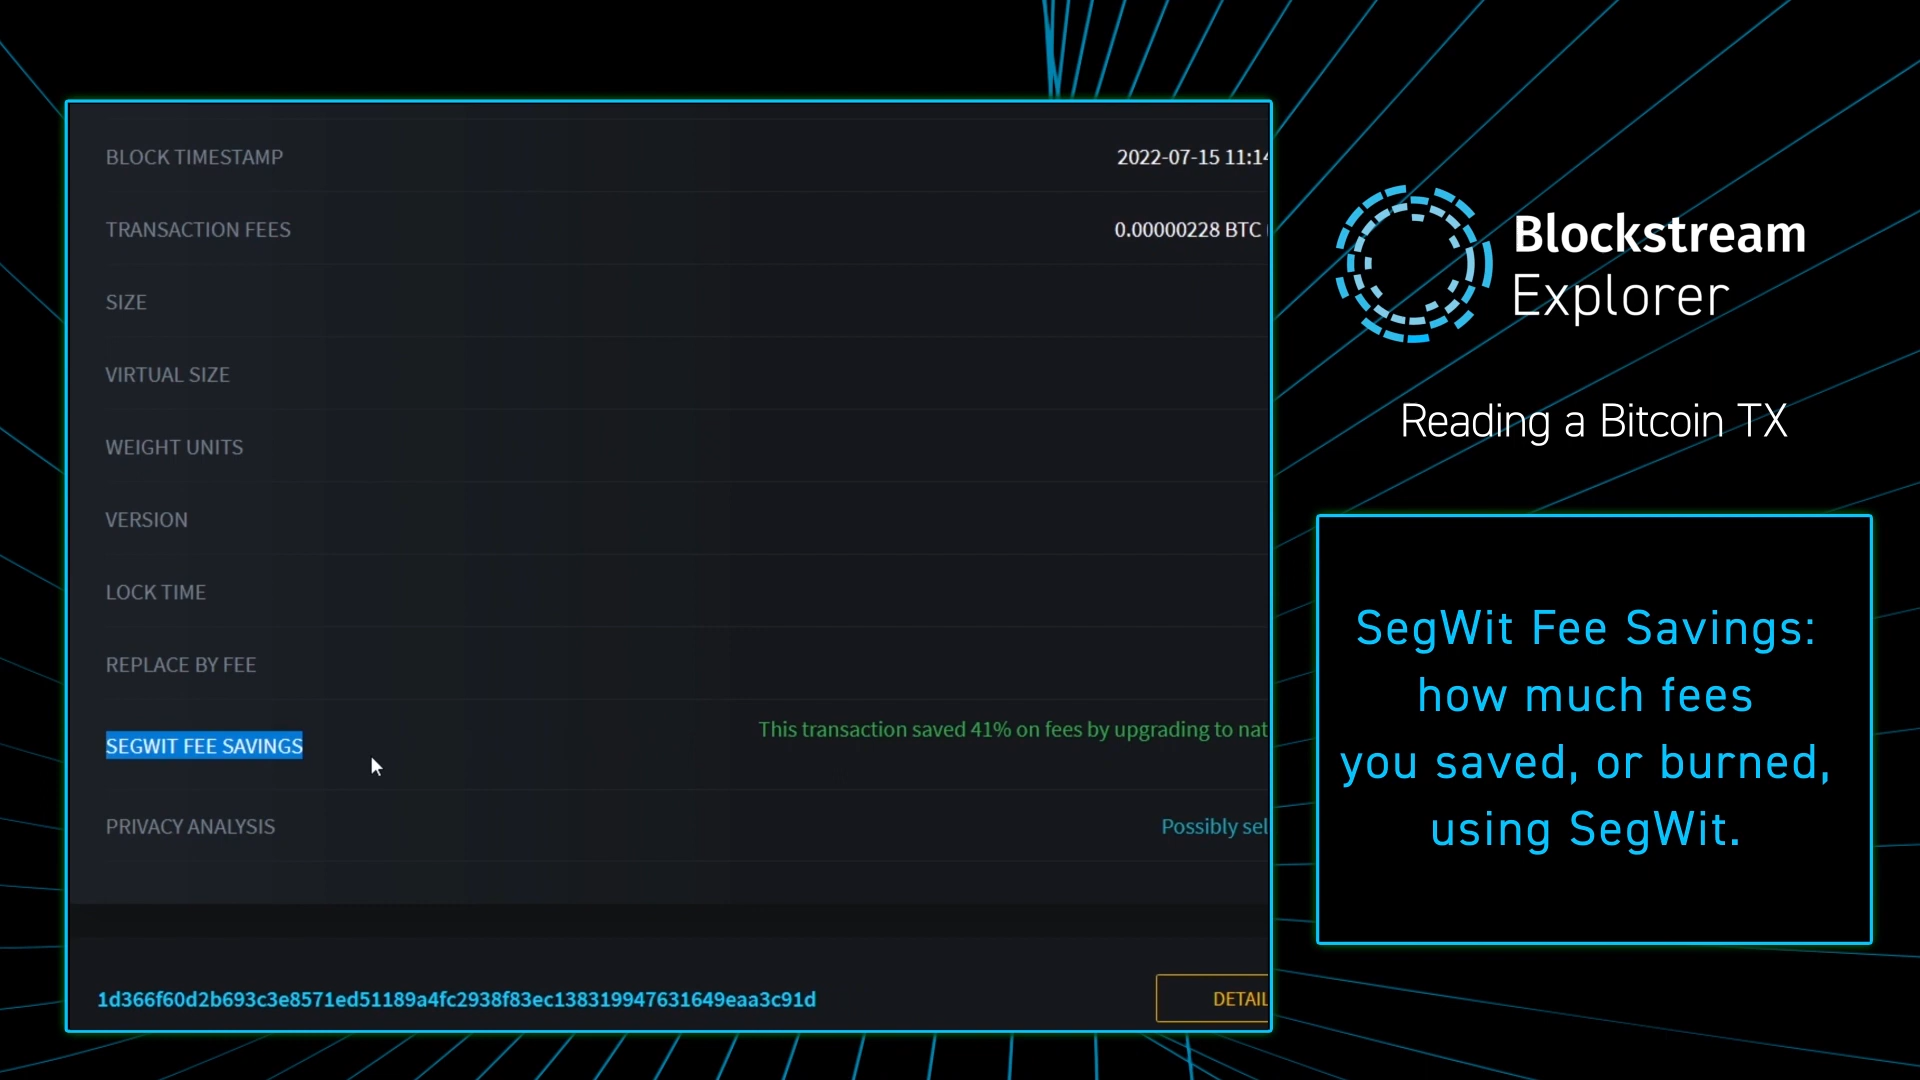 BLOCK TIMESTAMP
2022-07-15 11:14
TRANSACTION FEES
0.00000228 BTC
SIZE
VIRTUAL SIZE
WEIGHT UNITS
VERSION
LOCK TIME
REPLACE BY FEE
SEGWIT FEE SAVINGS
This transaction saved 41% on fees by upgrading to nat
PRIVACY ANALYSIS
Possibly sel
1d366f60d2b693c3e8571ed51189a4fc2938f83ec138319947631649eaa3c91d
DETAIL
Blockstream
Explorer
Reading a Bitcoin TX
SegWit Fee Savings:
how much fees
you saved, or burned,
using SegWit.